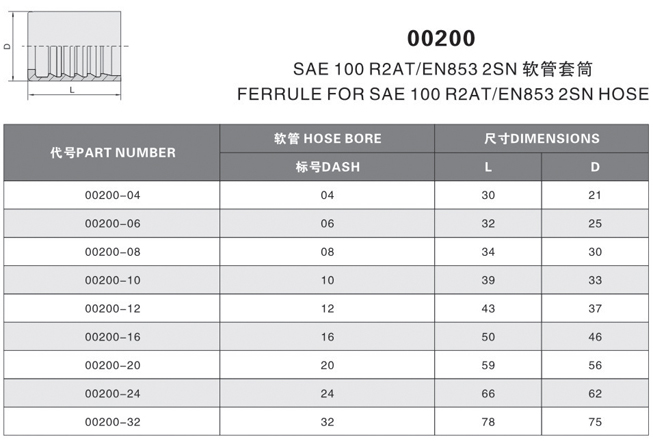 D
L
00200
SAE 100 R2AT/EN853 2SN 软管套筒
FERRULE FOR SAE 100 R2AT/EN853 2SN HOSE
代号PART NUMBER 软管 HOSE BORE 尺寸DIMENSIONS
标号DASH L D
00200-04 04 30 21
00200-06 06 32 25
00200-08 08 34 30
00200-10 10 39 33
00200-12 12 43 37
00200-16 16 50 46
00200-20 20 59 56
00200-24 24 66 62
00200-32 32 78 75